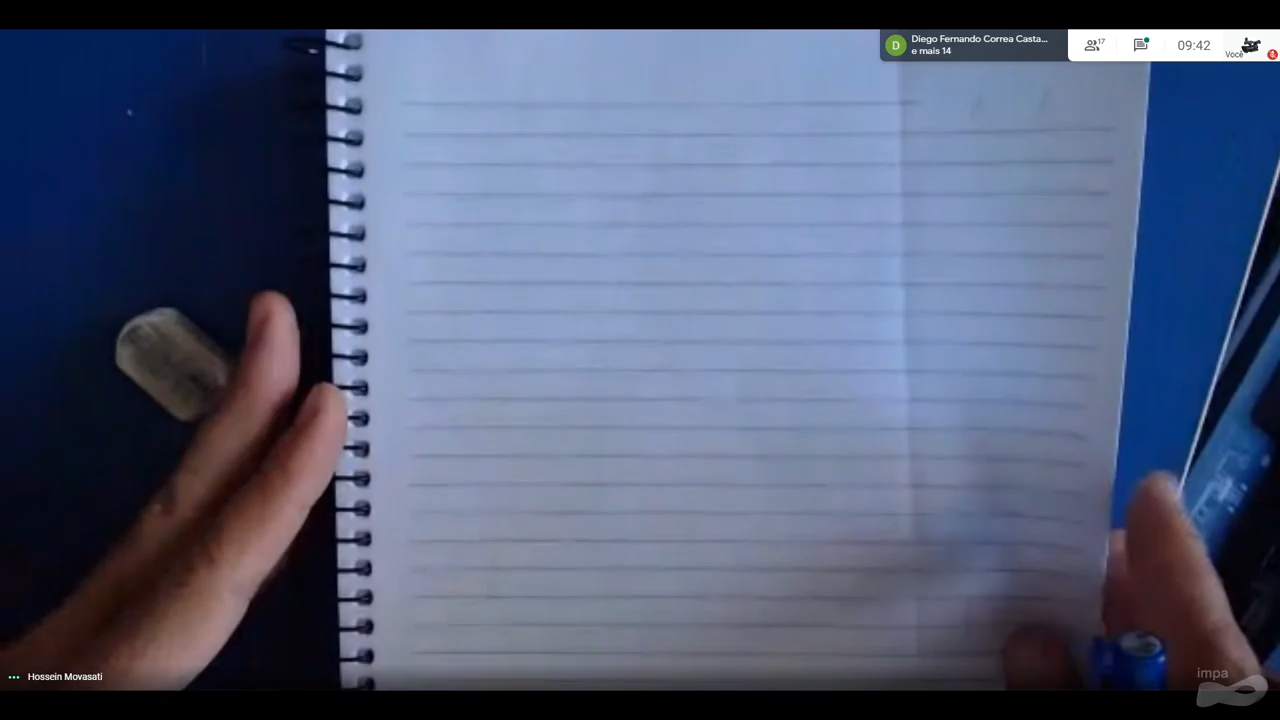 Diego Fernando Correa Casta...
e mais 14
D
17
09:42
Você
Hossein Movasati
impa